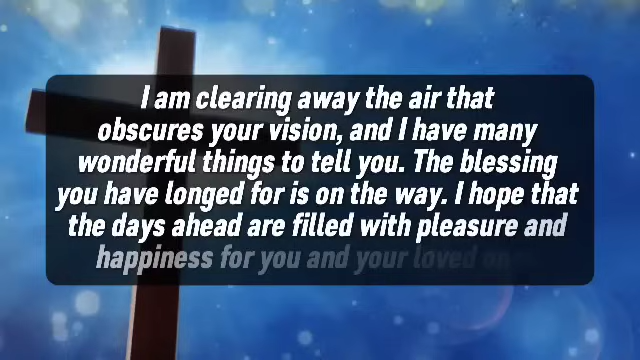 I am clearing away the air that
obscures your vision, and I have many
wonderful things to tell you. The blessing
you have longed for is on the way. I hope that
the days ahead are filled with pleasure and
happiness for you and your loved